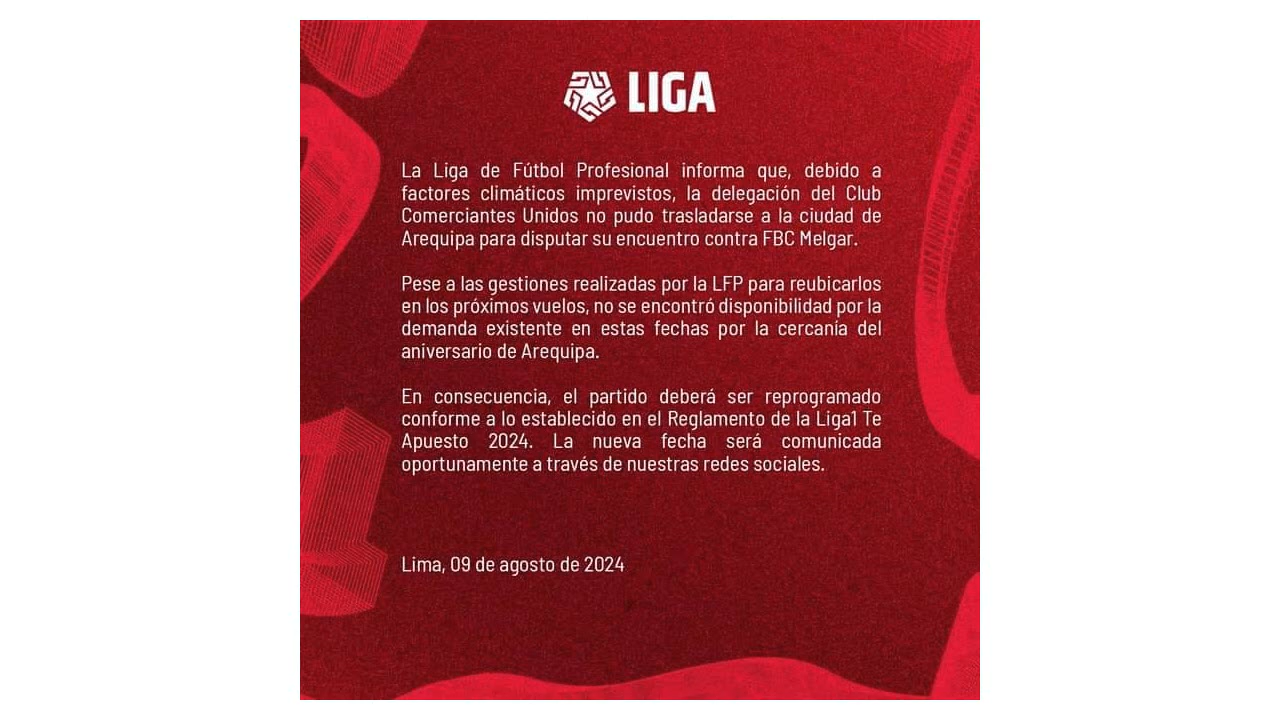 LIGA
La Liga de Fútbol Profesional informa que, debido a
factores climáticos imprevistos, la delegación del Club
Comerciantes Unidos no pudo trasladarse a la ciudad de
Arequipa para disputar su encuentro contra FBC Melgar.
Pese a las gestiones realizadas por la LFP para reubicarlos
en los próximos vuelos, no se encontró disponibilidad por la
demanda existente en estas fechas por la cercanía del
aniversario de Arequipa.
En consecuencia, el partido deberá ser reprogramado
conforme a lo establecido en el Reglamento de la Liga1 Te
Apuesto 2024. La nueva fecha será comunicada
oportunamente a través de nuestras redes sociales.
Lima, 09 de agosto de 2024